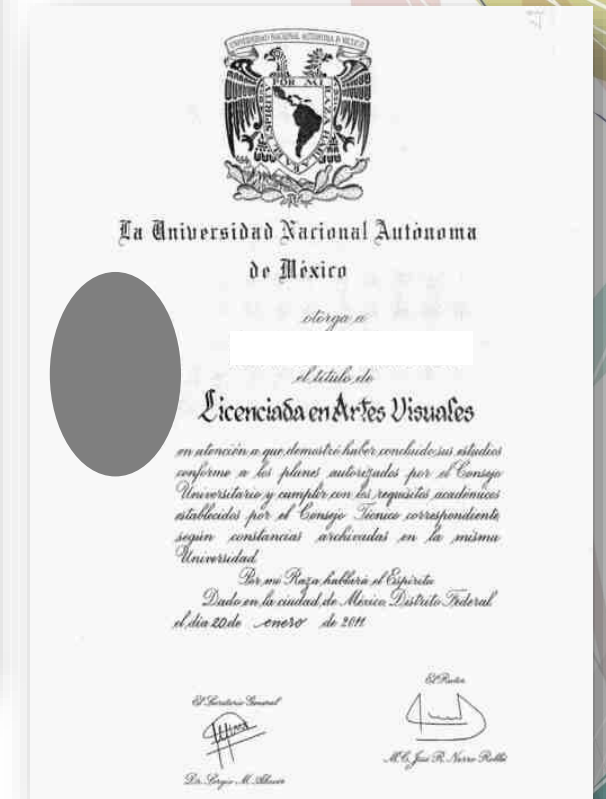 UNIVERSIDAD NACIONAL AUTONOMA DE MEXICO
POR MI RAZA HABLARA EL ESPIRITU
La Universidad Nacional Autónoma
de México
otorga a
el título de
Licenciada en Artes Visuales
en atención a que demostró haber concluido sus estudios
conforme a los planes autorizados por el Consejo
Universitario y cumplir con los requisitos académicos
establecidos por el Consejo Técnico correspondiente,
según constancias archivadas en la misma
Universidad
Por mi Raza hablará el Espíritu
Dado en la ciudad de México, Distrito Federal
el día 20 de enero de 2011
El Secretario General
Dr. Sergio M.
El Rector
José R. Narro Robles